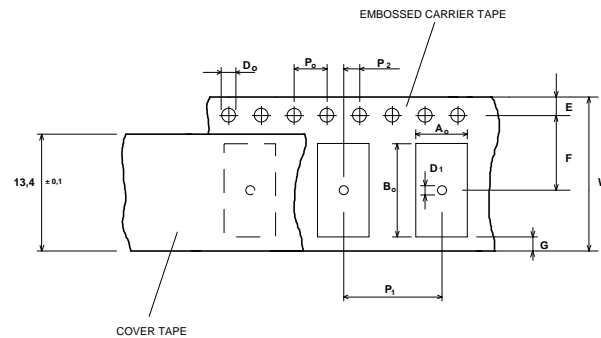 EMBOSSED CARRIER TAPE
Do Po P2
E
Ao
F
D1
13,4 ± 0,1
Bo
W
G
P1
COVER TAPE